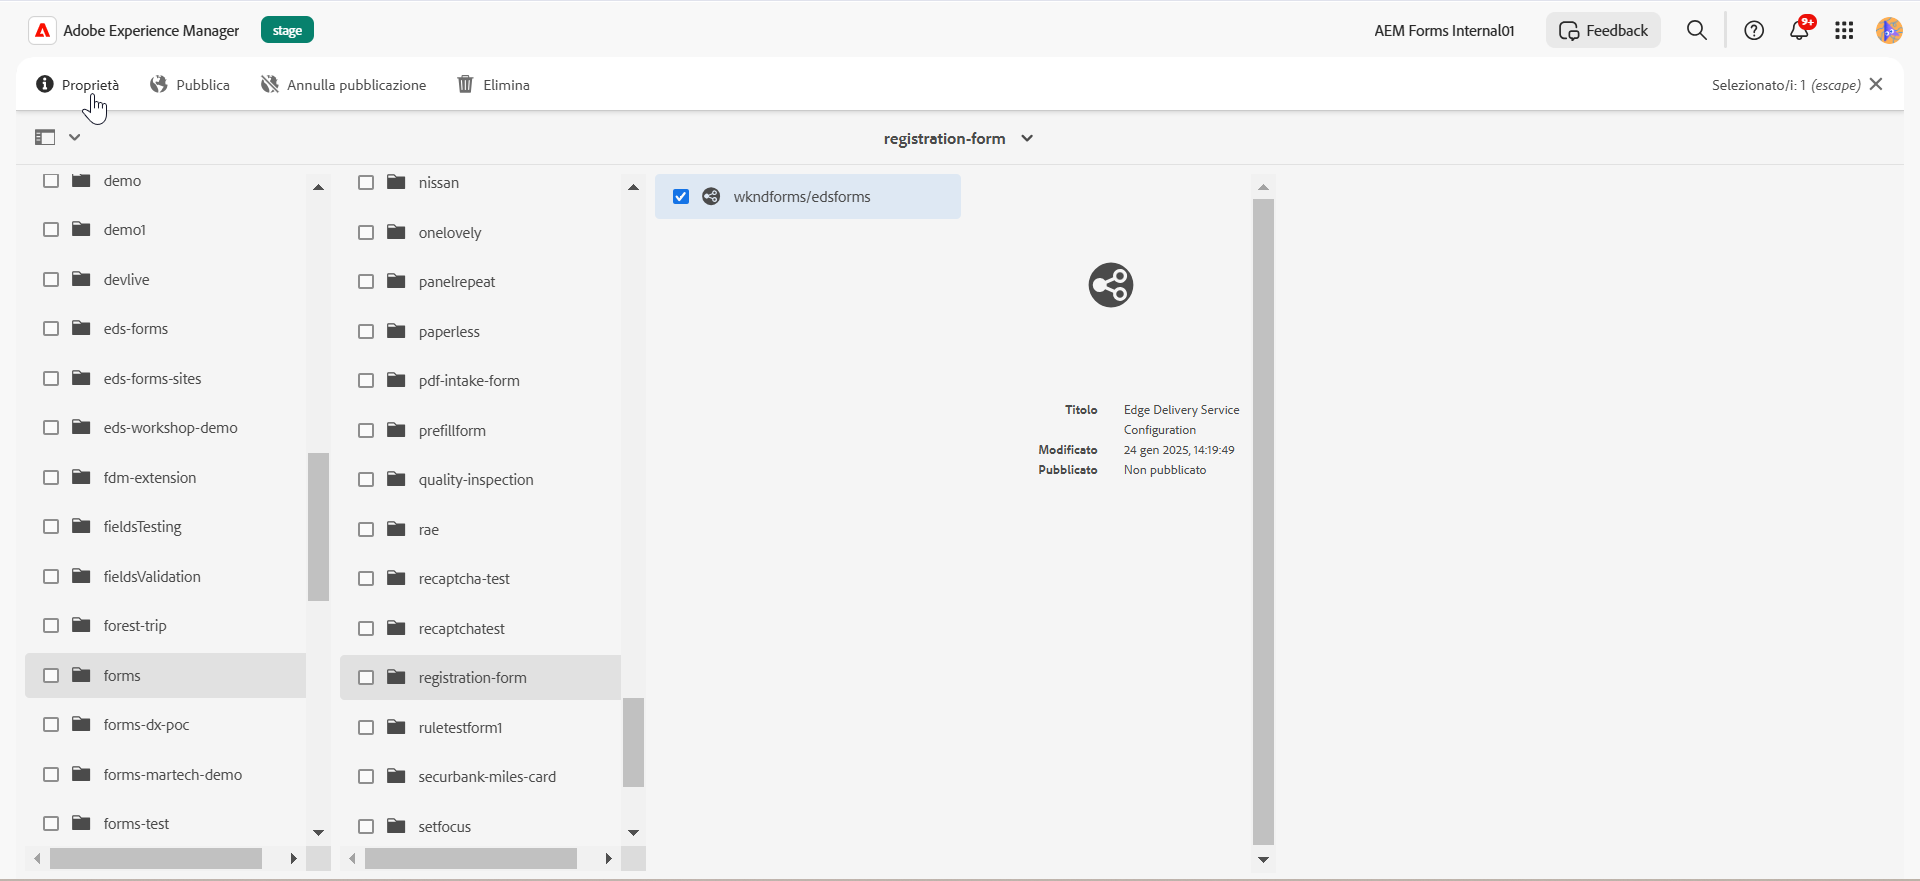 Adobe Experience Manager
stage
AEM Forms Internal01
Feedback
9+
Proprietà
Pubblica
Annulla pubblicazione
Elimina
Selezionato/i: 1 (escape)
registration-form
demo
demo1
devlive
eds-forms
eds-forms-sites
eds-workshop-demo
fdm-extension
fieldsTesting
fieldsValidation
forest-trip
forms
forms-dx-poc
forms-martech-demo
forms-test
nissan
onelovely
panelrepeat
paperless
pdf-intake-form
prefillform
quality-inspection
rae
recaptcha-test
recaptchatest
registration-form
ruletestform1
securbank-miles-card
setfocus
wkndforms/edsforms
Titolo Edge Delivery Service
Configuration
Modificato 24 gen 2025, 14:19:49
Pubblicato Non pubblicato